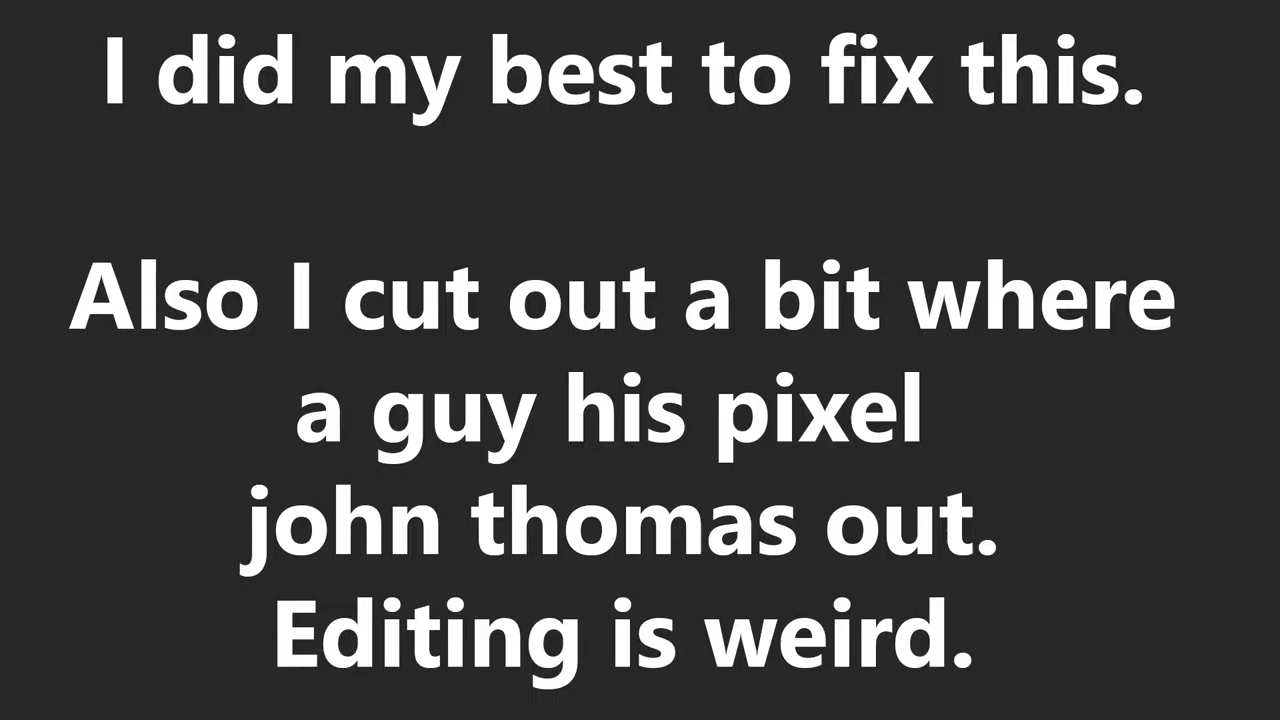 I did my best to fix this.
Also I cut out a bit where
a guy his pixel
john thomas out.
Editing is weird.